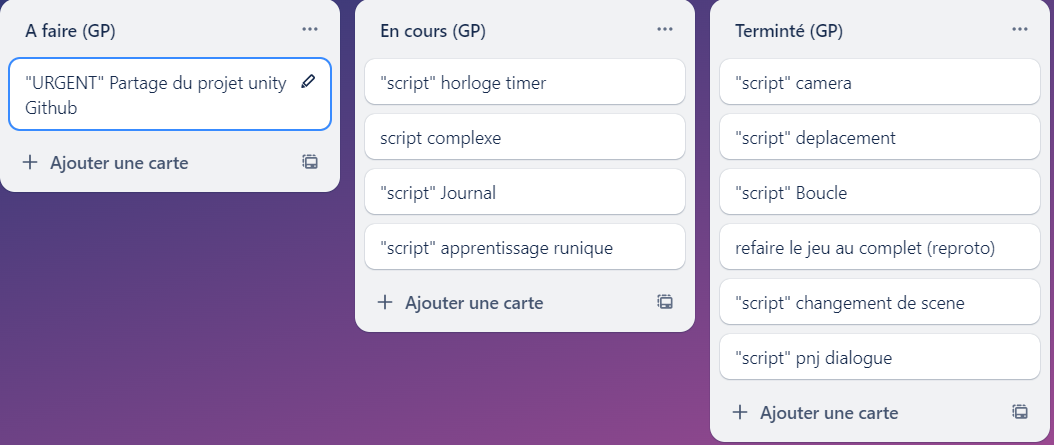 A faire (GP)
"URGENT" Partage du projet unity
Github
Ajouter une carte
En cours (GP)
"script" horloge timer
script complexe
"script" Journal
"script" apprentissage runique
Ajouter une carte
Terminté (GP)
"script" camera
"script" deplacement
"script" Boucle
refaire le jeu au complet (reproto)
"script" changement de scene
"script" pnj dialogue
Ajouter une carte